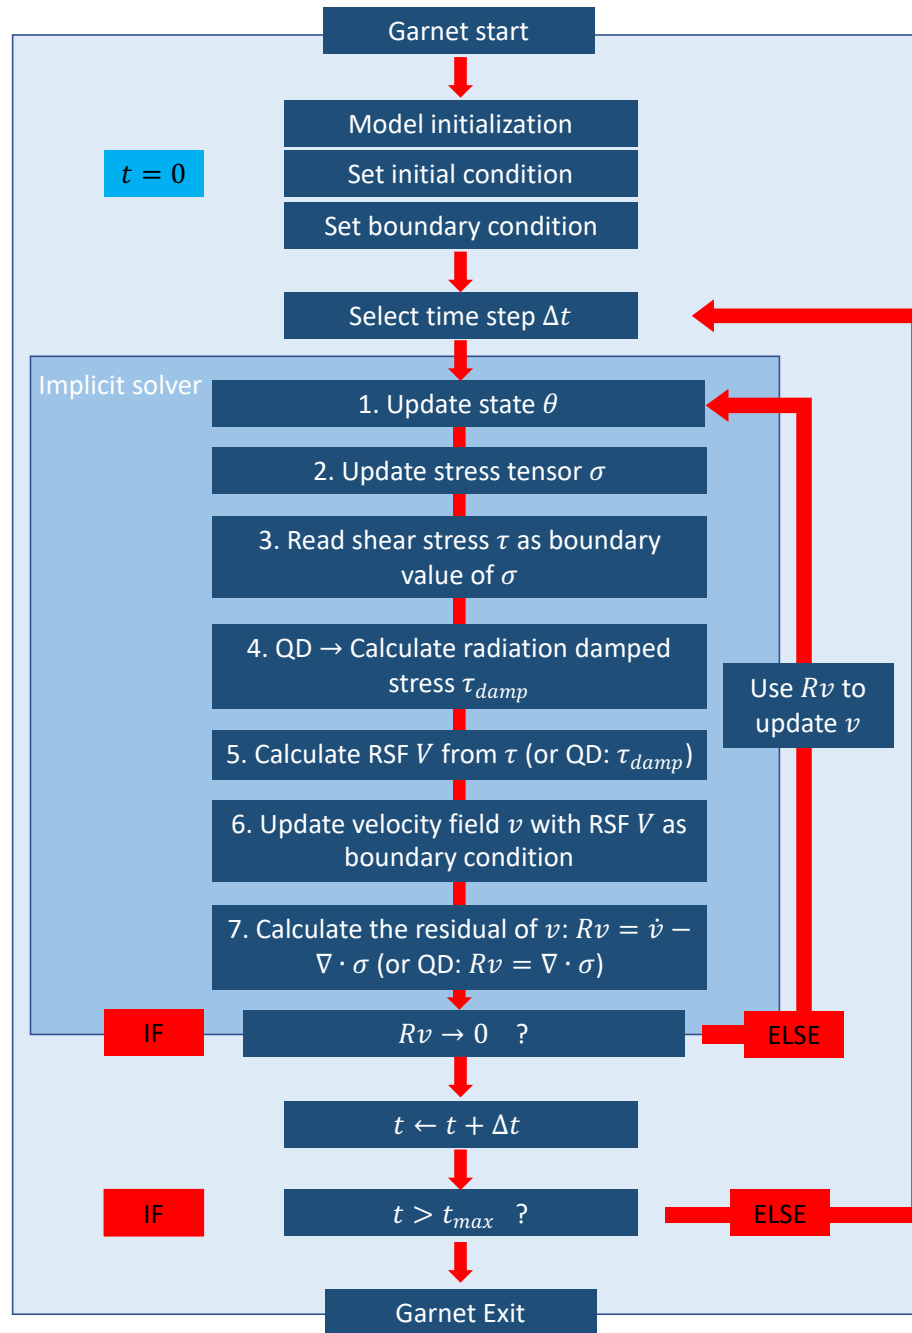 Garnet start
Model initialization
t = 0
Set initial condition
Set boundary condition
Select time step Δt
Implicit solver
1. Update state θ
2. Update stress tensor σ
3. Read shear stress τ as boundary
value of σ
4. QD → Calculate radiation damped
stress τ_damp
Use Rv to
update v
5. Calculate RSF V from τ (or QD: τ_damp)
6. Update velocity field v with RSF V as
boundary condition
7. Calculate the residual of v: Rv = v̇ −
∇ · σ (or QD: Rv = ∇ · σ)
IF
Rv → 0 ?
ELSE
t ← t + Δt
IF
t > t_max ?
ELSE
Garnet Exit